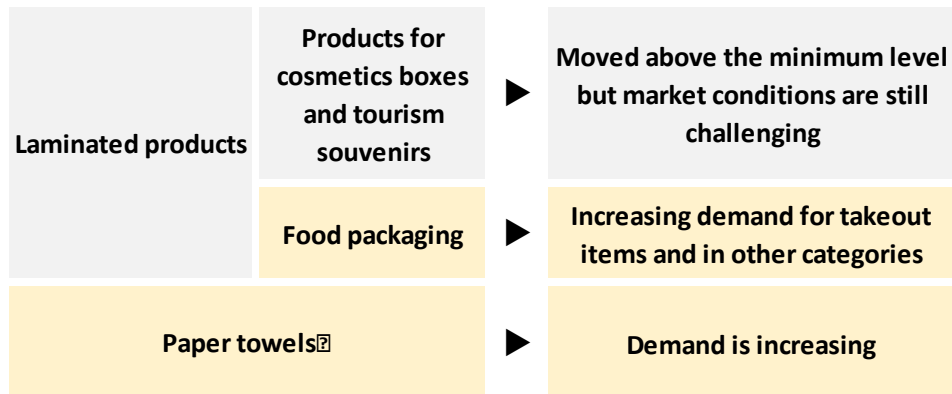 Laminated products
Products for
cosmetics boxes
and tourism
souvenirs
Moved above the minimum level
but market conditions are still
challenging
Food packaging
Increasing demand for takeout
items and in other categories
Paper towels
Demand is increasing